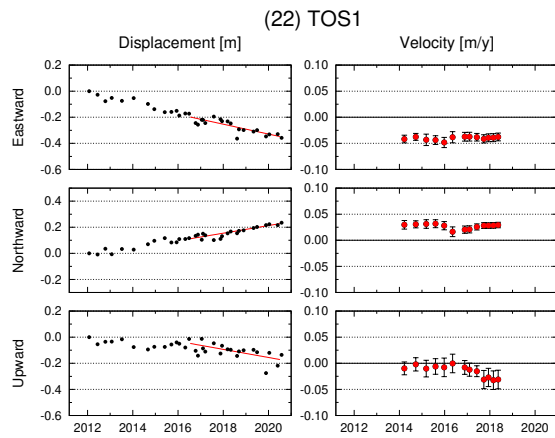 (22) TOS1
Displacement [m] Velocity [m/y]
Eastward
0.2 0.10
0.0 0.05
-0.2 0.00
-0.4 -0.05
-0.6 -0.10
Northward
0.4 0.10
0.2 0.05
0.0 0.00
-0.2 -0.05
-0.10
Upward
0.2 0.10
0.0 0.05
-0.2 0.00
-0.4 -0.05
-0.6 -0.10
2012 2014 2016 2018 2020 2012 2014 2016 2018 2020